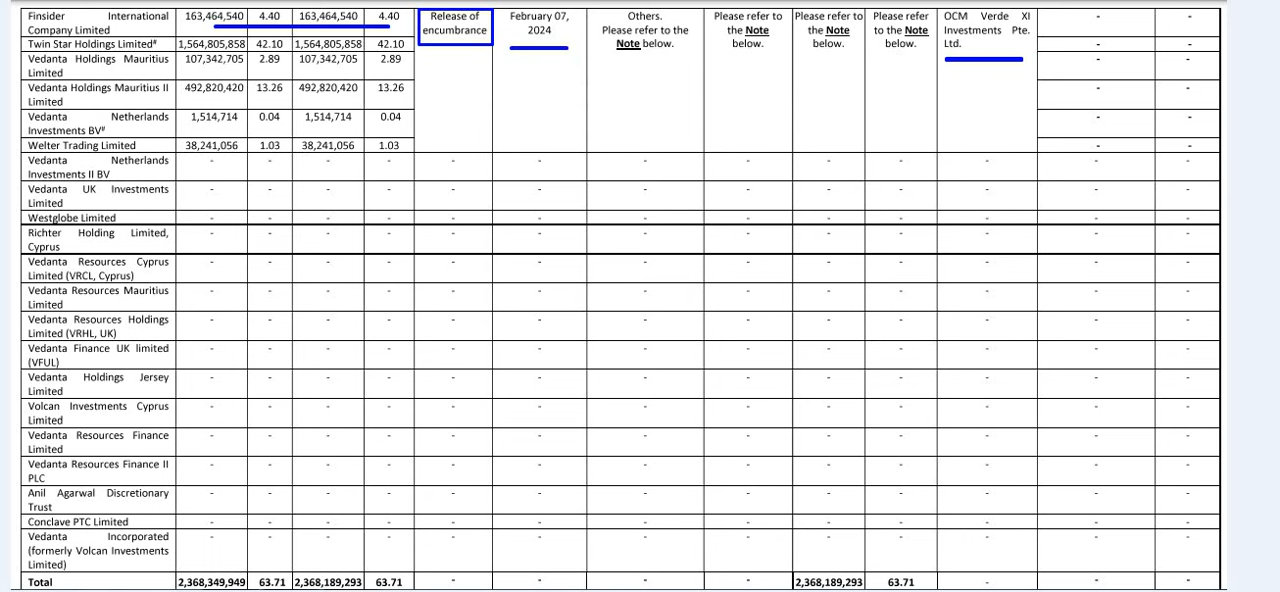 Finsider International 163,464,540 4.40 163,464,540 4.40 Release of February 07, Others. Please refer to Please refer to Please refer OCM Verde XI - -
Company Limited encumbrance 2024 Please refer to the the Note the Note to the Note Investments Pte.
Twin Star Holdings Limited# 1,564,805,858 42.10 1,564,805,858 42.10 Note below. below. below. below. Ltd. - -
Vedanta Holdings Mauritius 107,342,705 2.89 107,342,705 2.89 - -
Limited
Vedanta Holdings Mauritius II 492,820,420 13.26 492,820,420 13.26 - -
Limited
Vedanta Netherlands 1,514,714 0.04 1,514,714 0.04 - -
Investments BV#
Welter Trading Limited 38,241,056 1.03 38,241,056 1.03 - -
Vedanta Netherlands - - - - - - - - - - - - -
Investments II BV
Vedanta UK Investments - - - - - - - - - - - - -
Limited
Westglobe Limited - - - - - - - - - - - - -
Richter Holding Limited, - - - - - - - - - - - - -
Cyprus
Vedanta Resources Cyprus - - - - - - - - - - - - -
Limited (VRCL, Cyprus)
Vedanta Resources Mauritius - - - - - - - - - - - - -
Limited
Vedanta Resources Holdings - - - - - - - - - - - - -
Limited (VRHL, UK)
Vedanta Finance UK limited - - - - - - - - - - - - -
(VFUL)
Vedanta Holdings Jersey - - - - - - - - - - - - -
Limited
Volcan Investments Cyprus - - - - - - - - - - - - -
Limited
Vedanta Resources Finance - - - - - - - - - - - - -
Limited
Vedanta Resources Finance II - - - - - - - - - - - - -
PLC
Anil Agarwal Discretionary - - - - - - - - - - - - -
Trust
Conclave PTC Limited - - - - - - - - - - - - -
Vedanta Incorporated - - - - - - - - - - - - -
(formerly Volcan Investments
Limited)
Total 2,368,349,949 63.71 2,368,189,293 63.71 - - - - 2,368,189,293 63.71 - - -